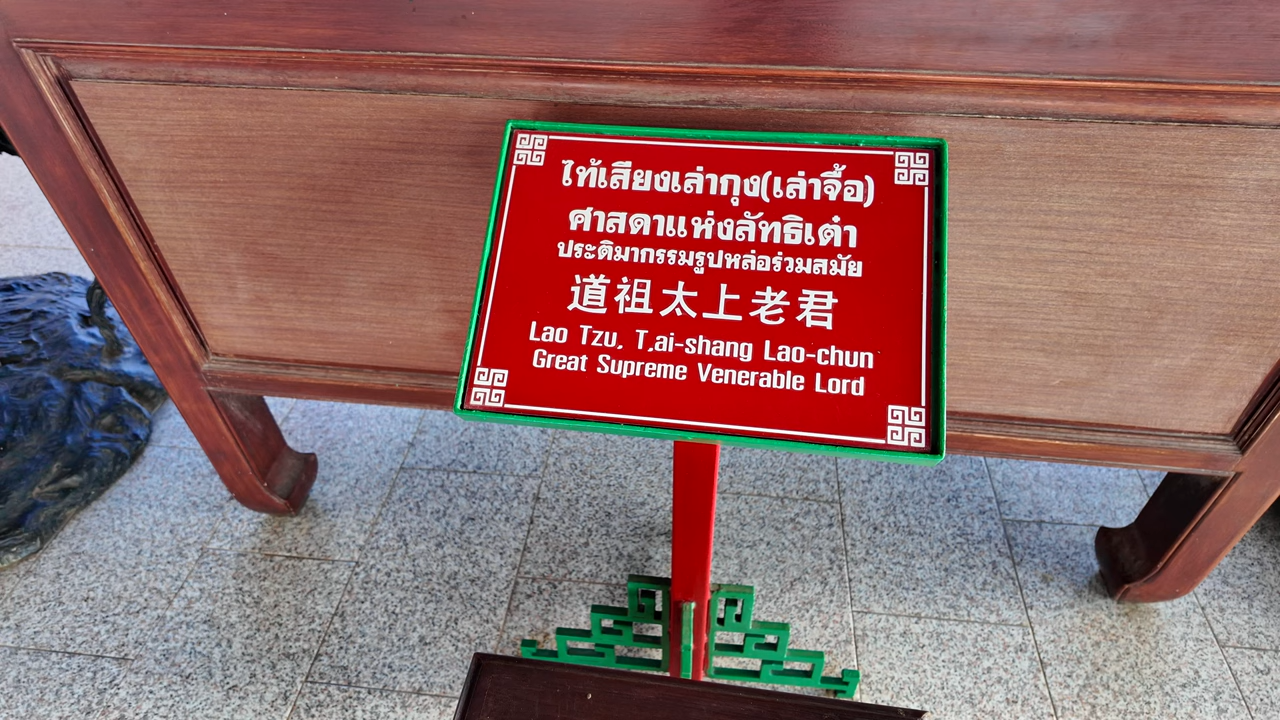 ไท้เสียงเล่ากุง(เล่าจื้อ)
ศาสดาแห่งลัทธิเต๋า
ประติมากรรมรูปหล่อร่วมสมัย
道祖太上老君
Lao Tzu, T,ai-shang Lao-chun
Great Supreme Venerable Lord